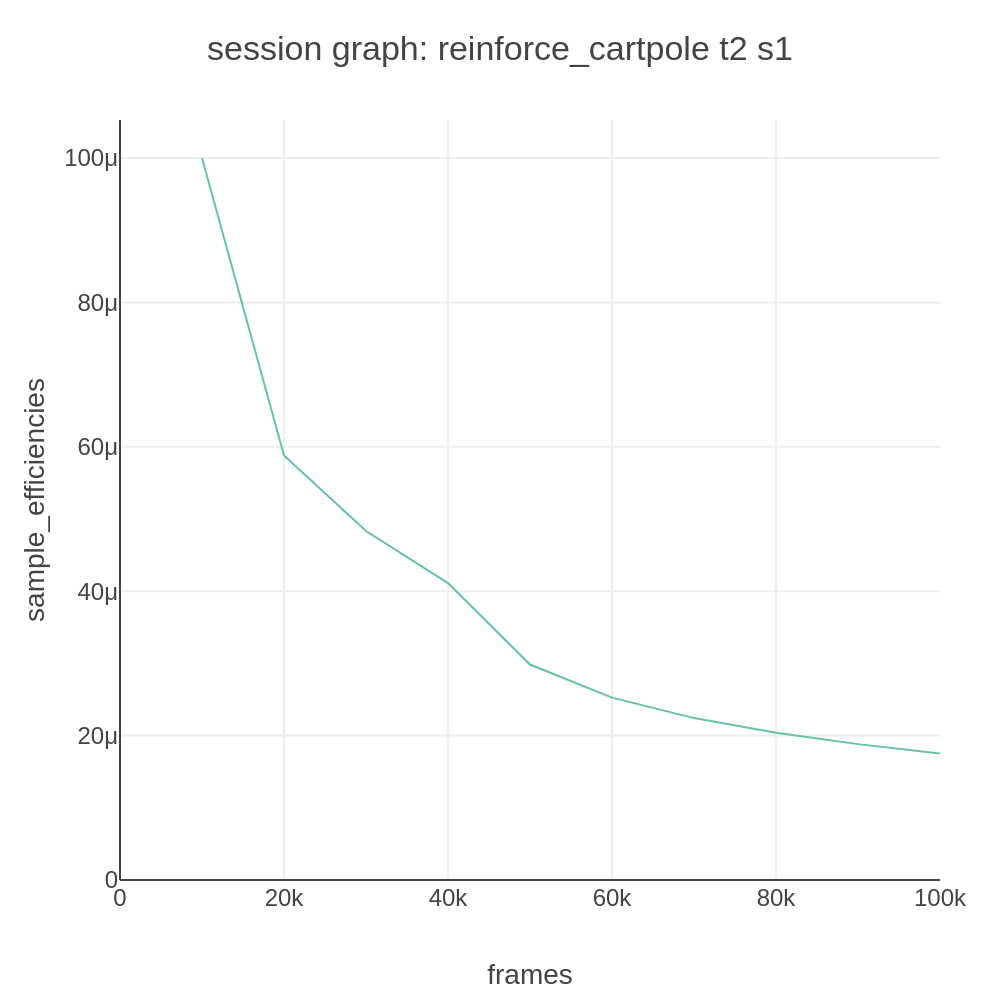 session graph: reinforce_cartpole t2 s1
100μ
80μ
60μ
40μ
20μ
0
sample_efficiencies
0 20k 40k 60k 80k 100k
frames